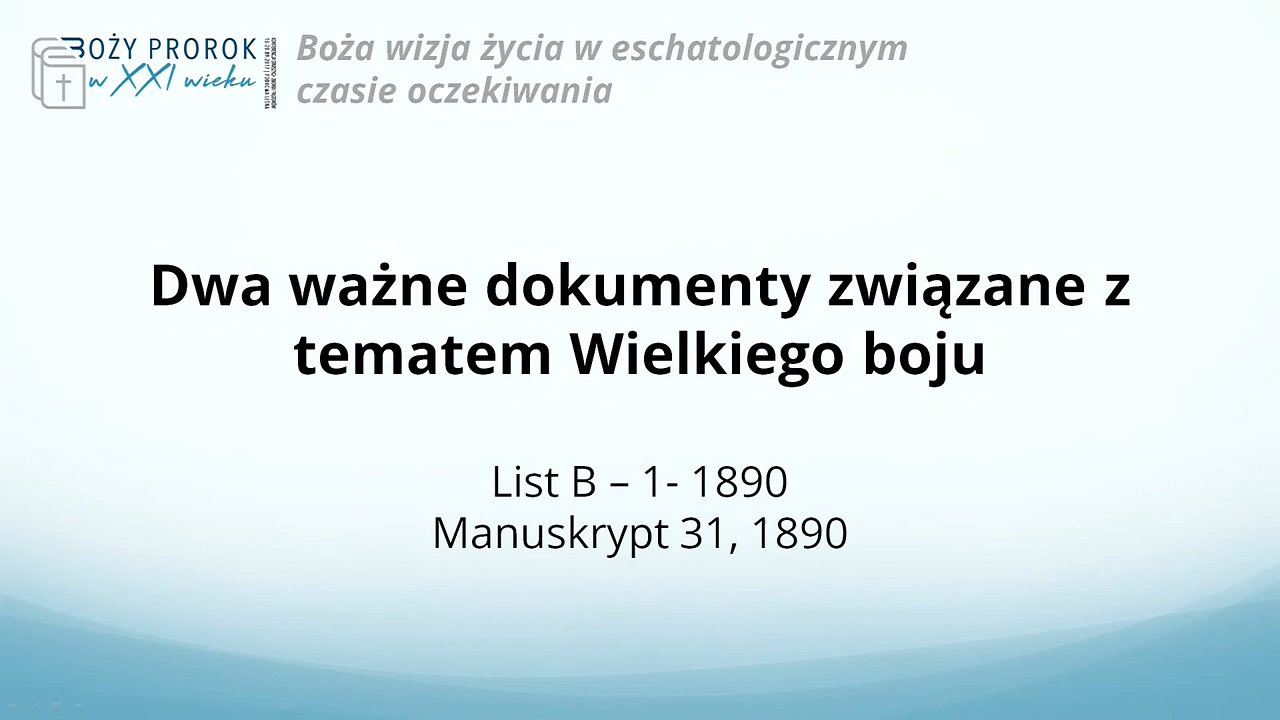 BOŻY PROROK
w XXI wieku
Boża wizja życia w eschatologicznym
czasie oczekiwania
Dwa ważne dokumenty związane z
tematem Wielkiego boju
List B – 1- 1890
Manuskrypt 31, 1890